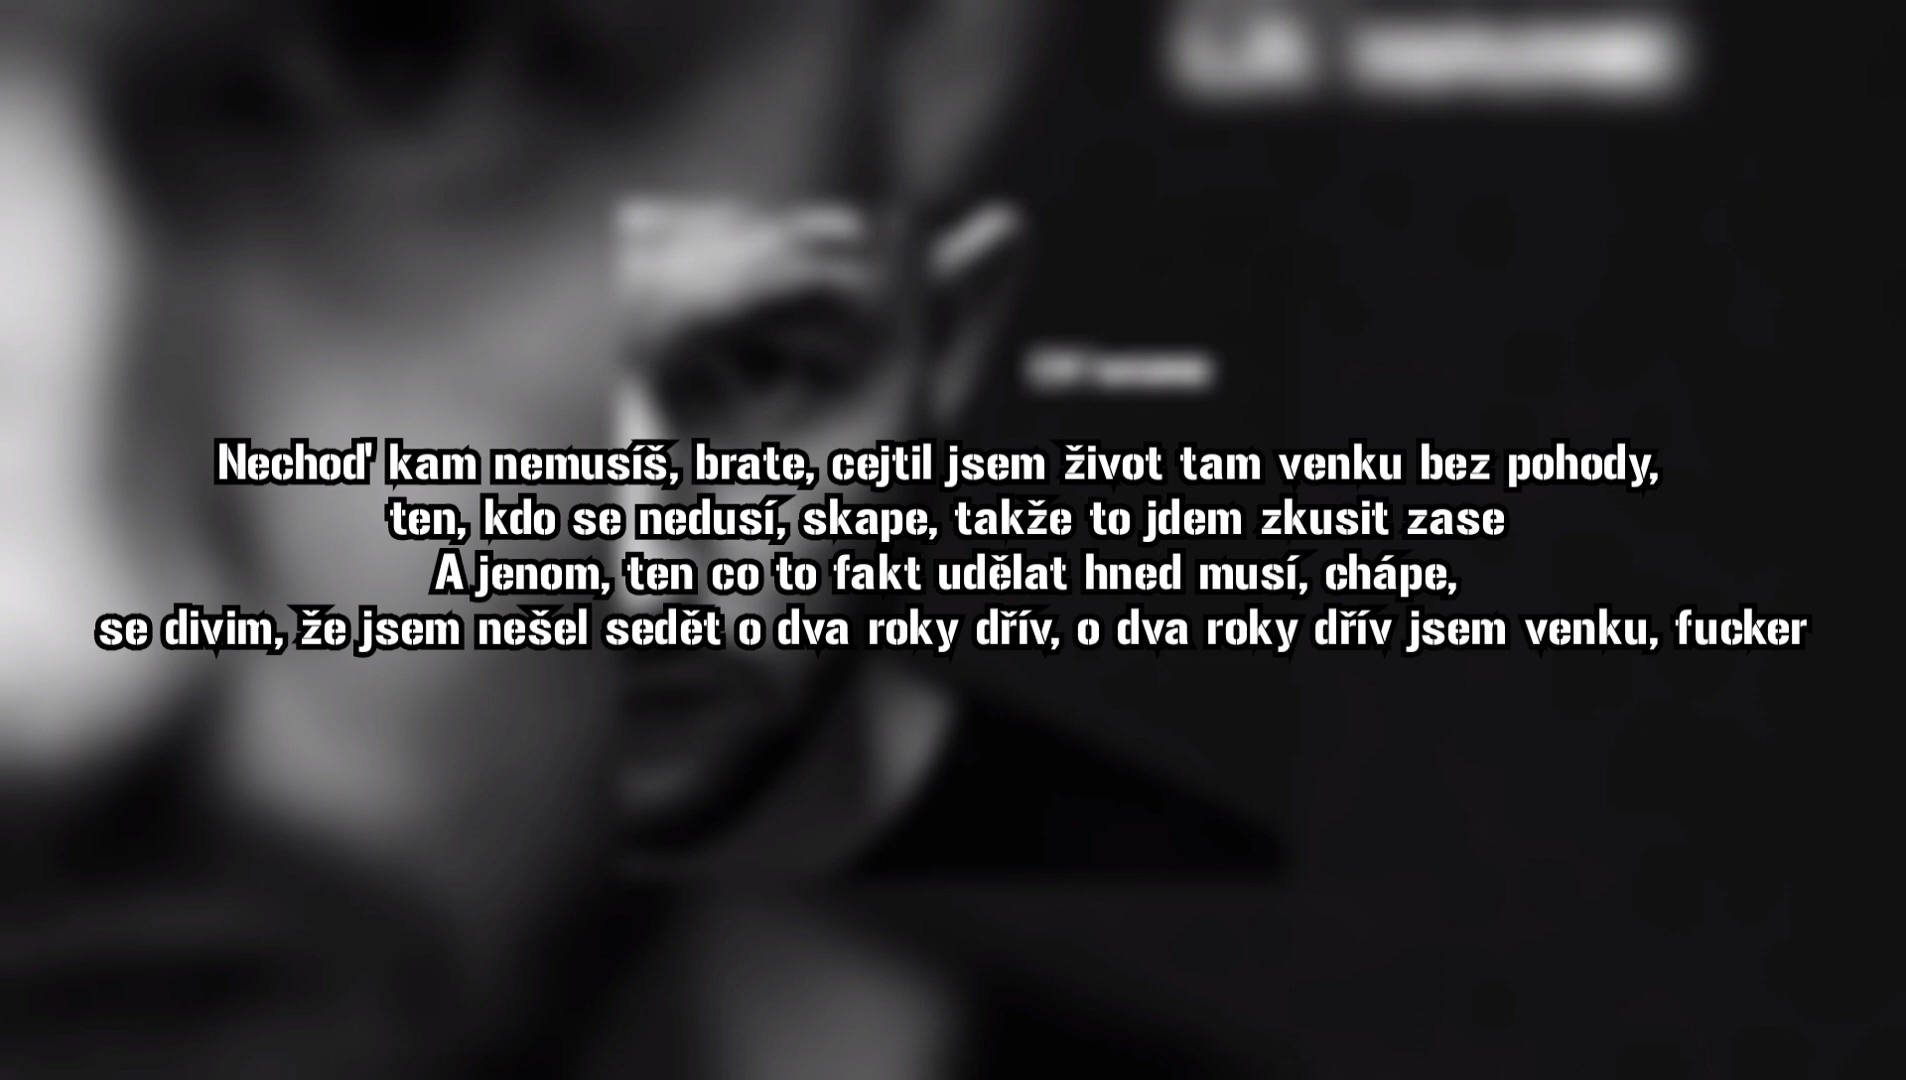 Nechoď kam nemusíš, brate, cejtil jsem život tam venku bez pohody,
ten, kdo se nedusí, skape, takže to jdem zkusit zase
A jenom, ten co to fakt udělat hned musí, chápe,
se divim, že jsem nešel sedět o dva roky dřív, o dva roky dřív jsem venku, fucker